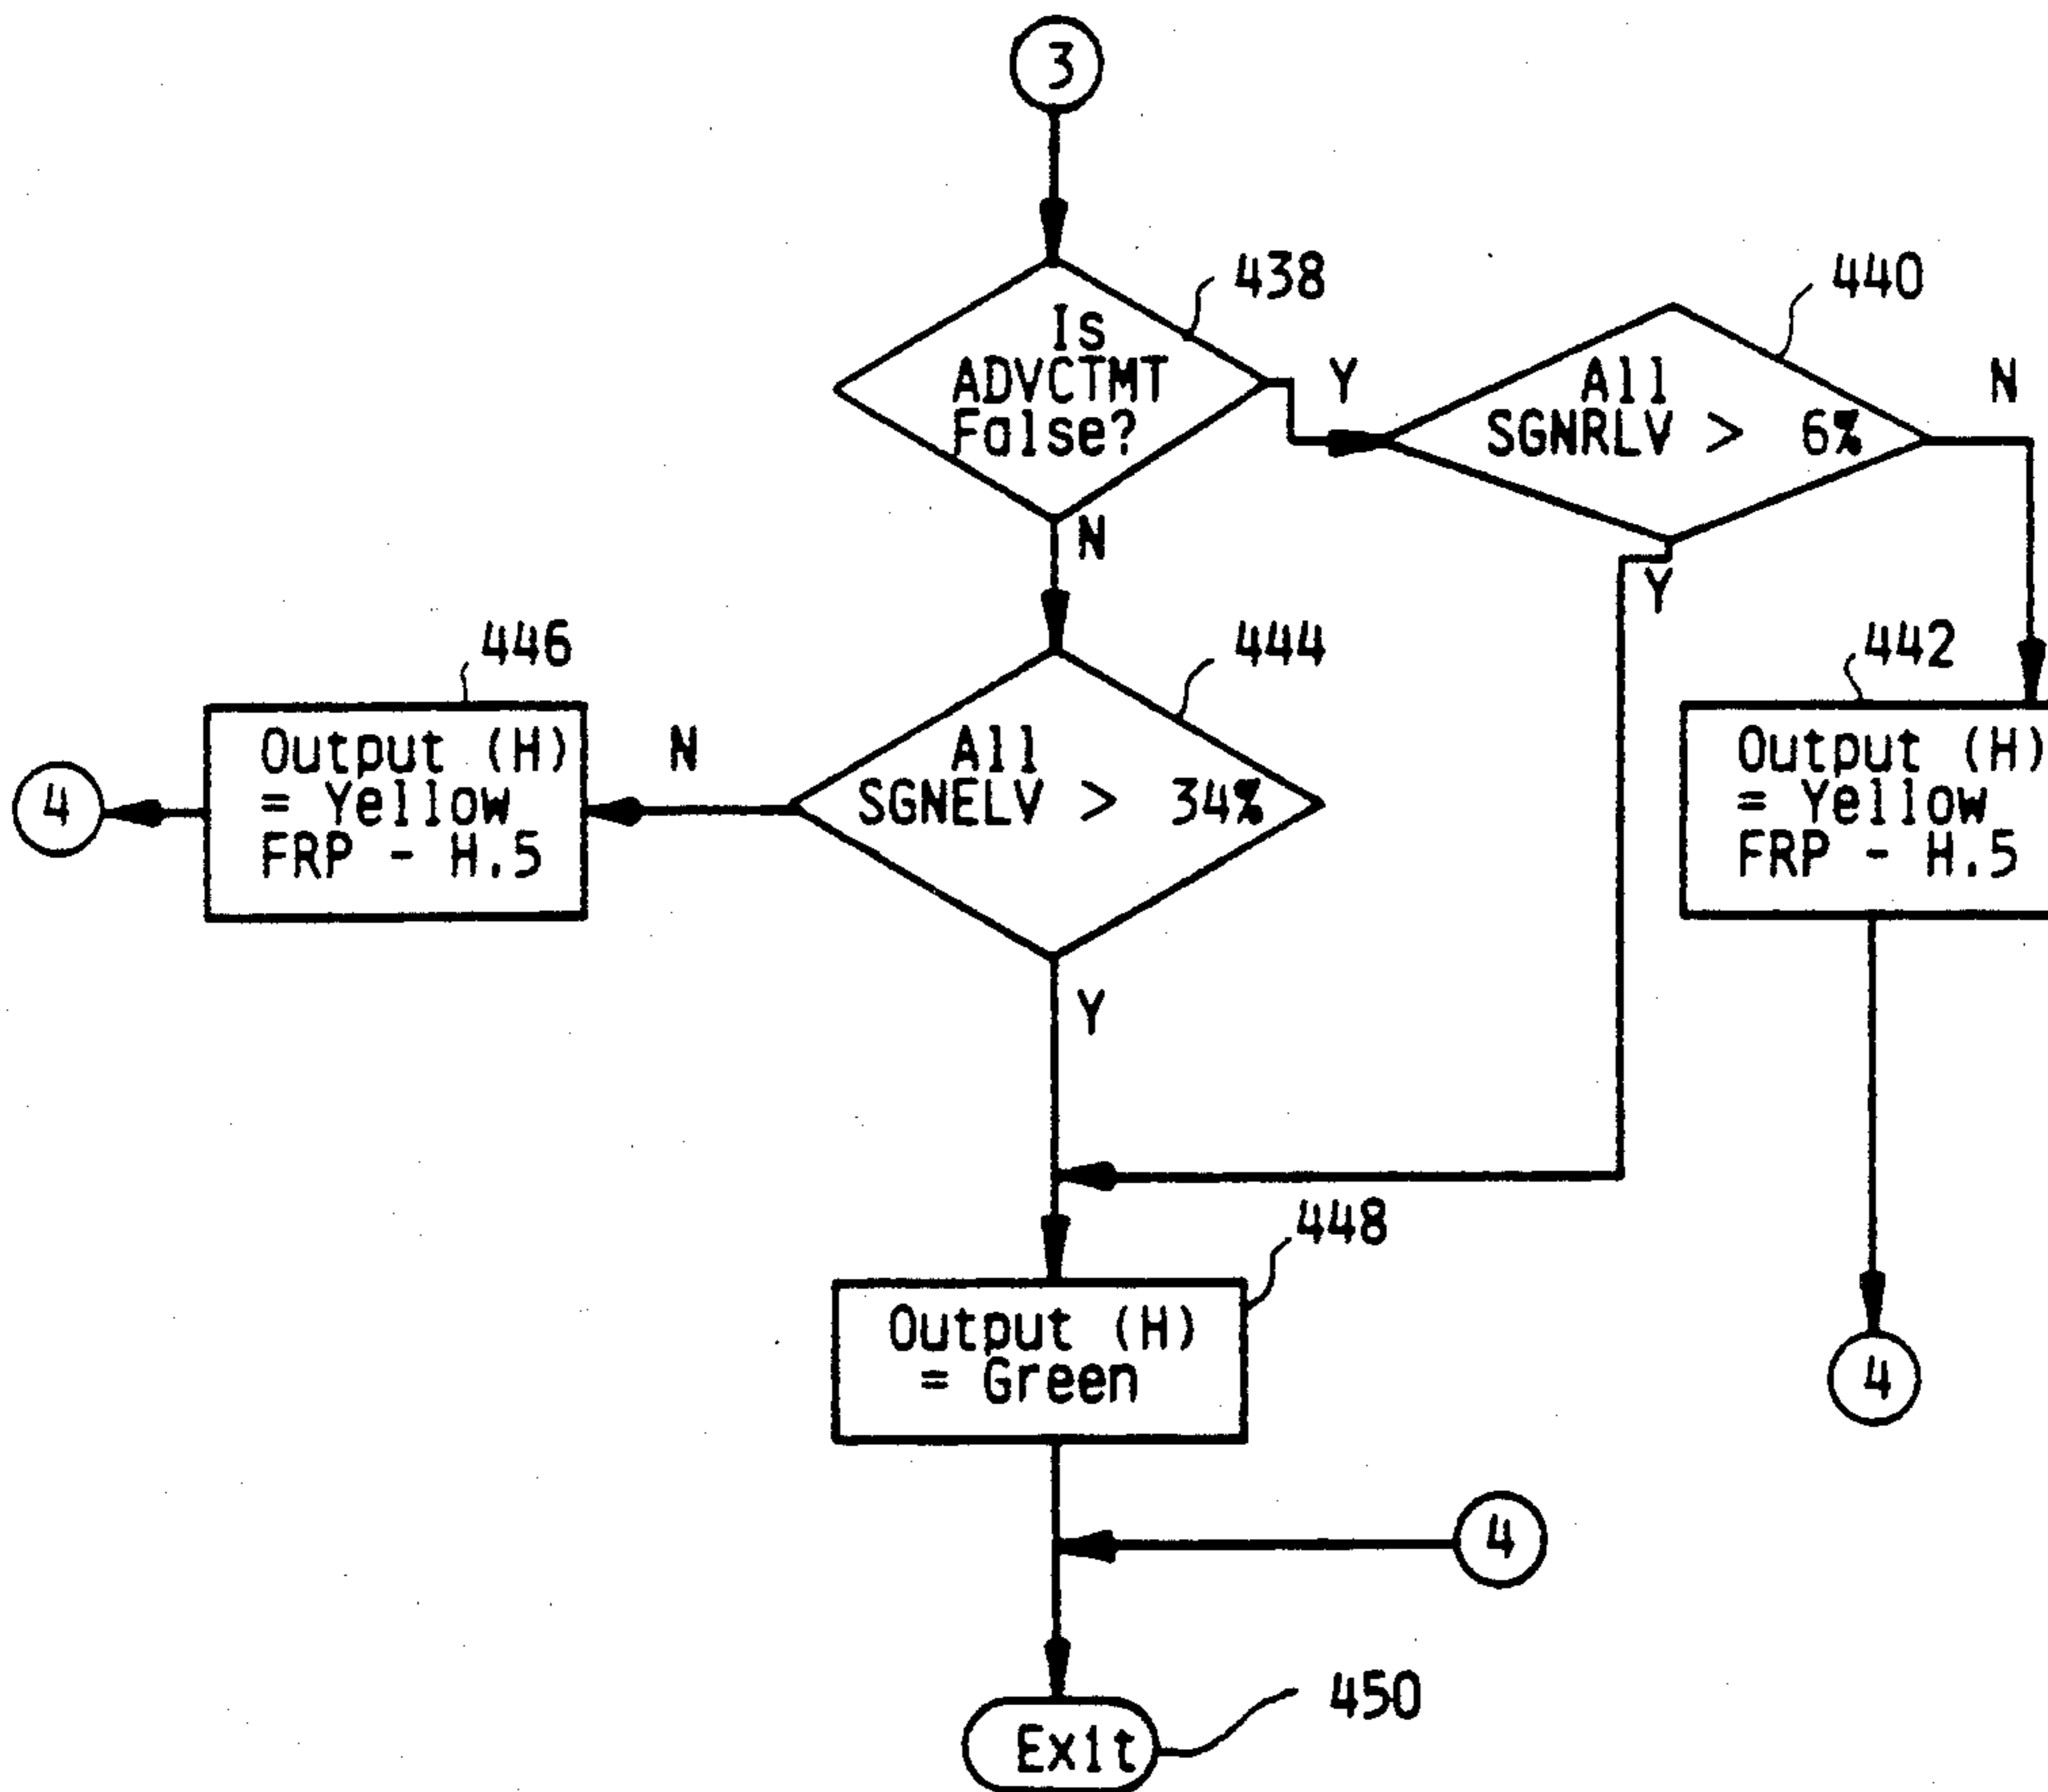 3
438
Is
ADVCTMT
False?
Y
440
All
SGNRLV > 6%
N
N
Y
446
Output (H)
= Yellow
FRP - H.5
4
N
444
All
SGNELV > 34%
Y
442
Output (H)
= Yellow
FRP - H.5
4
448
Output (H)
= Green
4
450
Exit